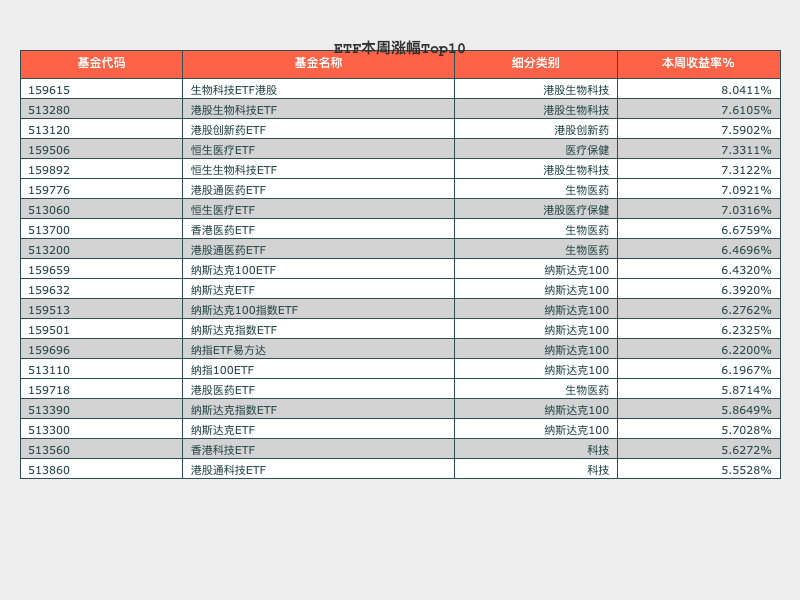 ETF本周涨幅Top10
基金代码 基金名称 细分类别 本周收益率%
159615 生物科技ETF港股 港股生物科技 8.0411%
513280 港股生物科技ETF 港股生物科技 7.6105%
513120 港股创新药ETF 港股创新药 7.5902%
159506 恒生医疗ETF 医疗保健 7.3311%
159892 恒生生物科技ETF 港股生物科技 7.3122%
159776 港股通医药ETF 生物医药 7.0921%
513060 恒生医疗ETF 港股医疗保健 7.0316%
513700 香港医药ETF 生物医药 6.6759%
513200 港股通医药ETF 生物医药 6.4696%
159659 纳斯达克100ETF 纳斯达克100 6.4320%
159632 纳斯达克ETF 纳斯达克100 6.3920%
159513 纳斯达克100指数ETF 纳斯达克100 6.2762%
159501 纳斯达克指数ETF 纳斯达克100 6.2325%
159696 纳指ETF易方达 纳斯达克100 6.2200%
513110 纳指100ETF 纳斯达克100 6.1967%
159718 港股医药ETF 生物医药 5.8714%
513390 纳斯达克指数ETF 纳斯达克100 5.8649%
513300 纳斯达克ETF 纳斯达克100 5.7028%
513560 香港科技ETF 科技 5.6272%
513860 港股通科技ETF 科技 5.5528%